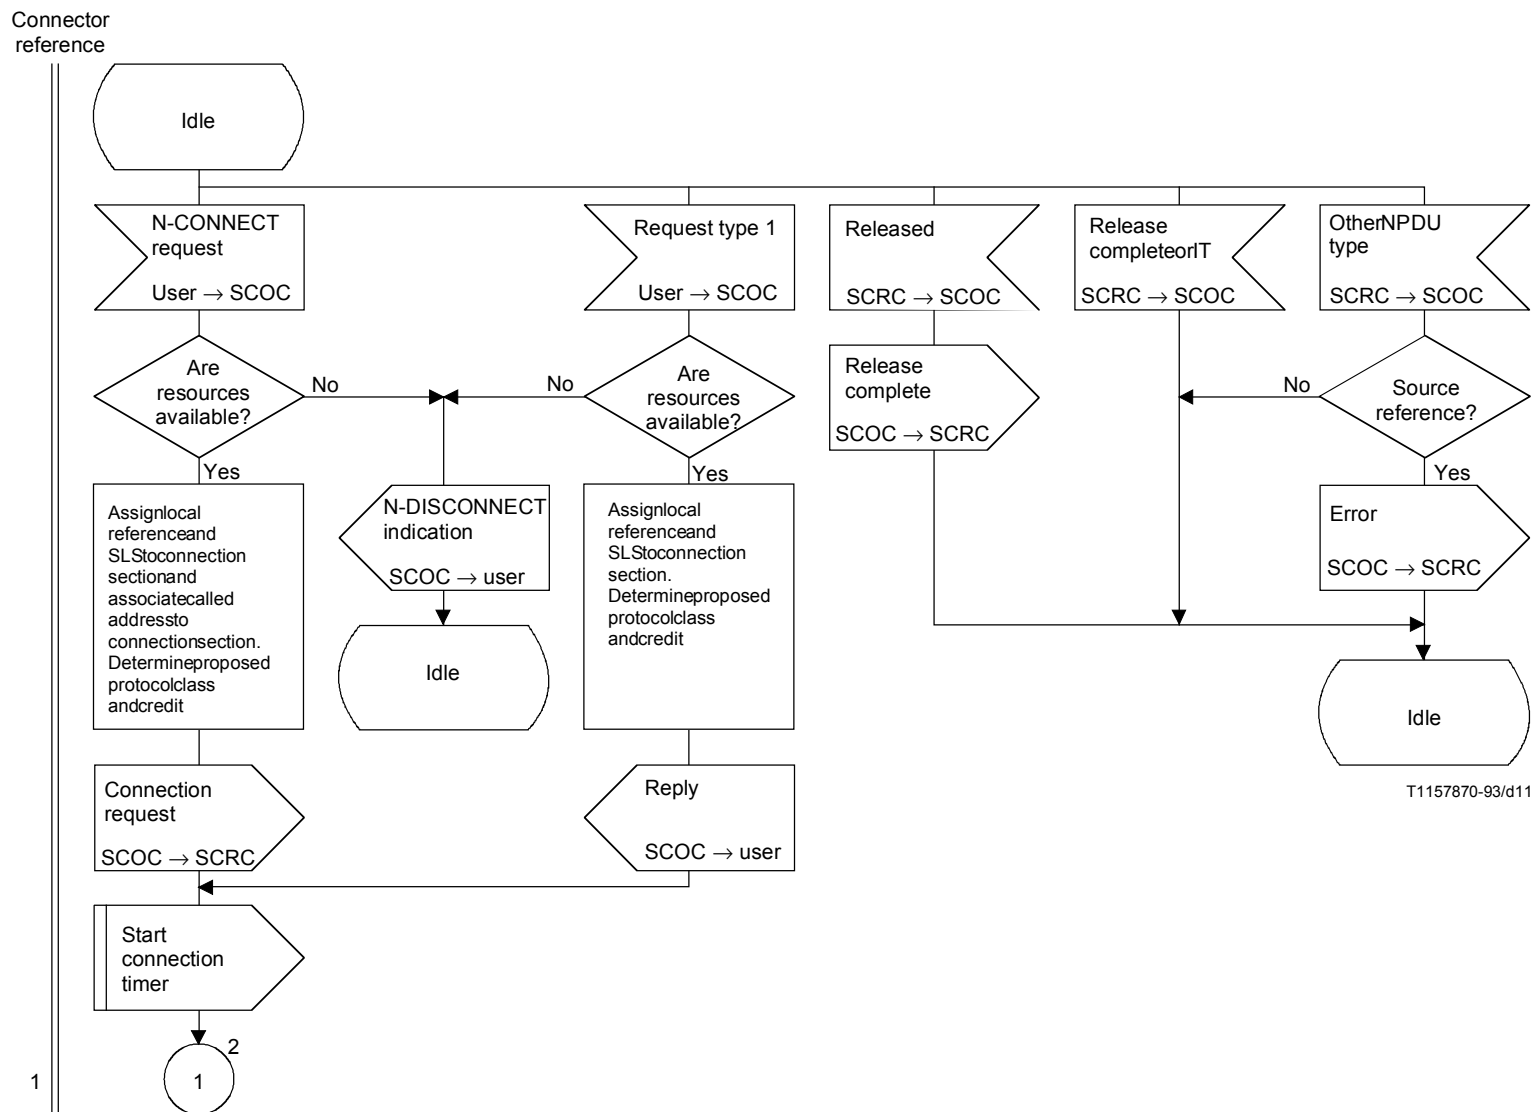 Connector
reference
Idle
N-CONNECT
request
User → SCOC
Request type 1
User → SCOC
Released
SCRC → SCOC
Release
completeorIT
SCRC → SCOC
OtherNPDU
type
SCRC → SCOC
Are
resources
available?
No
Yes
No
Are
resources
available?
Yes
Release
complete
SCOC → SCRC
No
Source
reference?
Yes
Assignlocal
referenceand
SLStoconnection
sectionand
associatecalled
addressto
connectionsection.
Determineproposed
protocolclass
andcredit
N-DISCONNECT
indication
SCOC → user
Idle
Assignlocal
referenceand
SLStoconnection
section.
Determineproposed
protocolclass
andcredit
Error
SCOC → SCRC
Idle
T1157870-93/d11
Connection
request
SCOC → SCRC
Reply
SCOC → user
Start
connection
timer
2
1
1